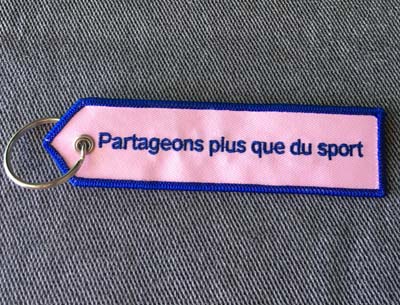 Partageons plus que du sport